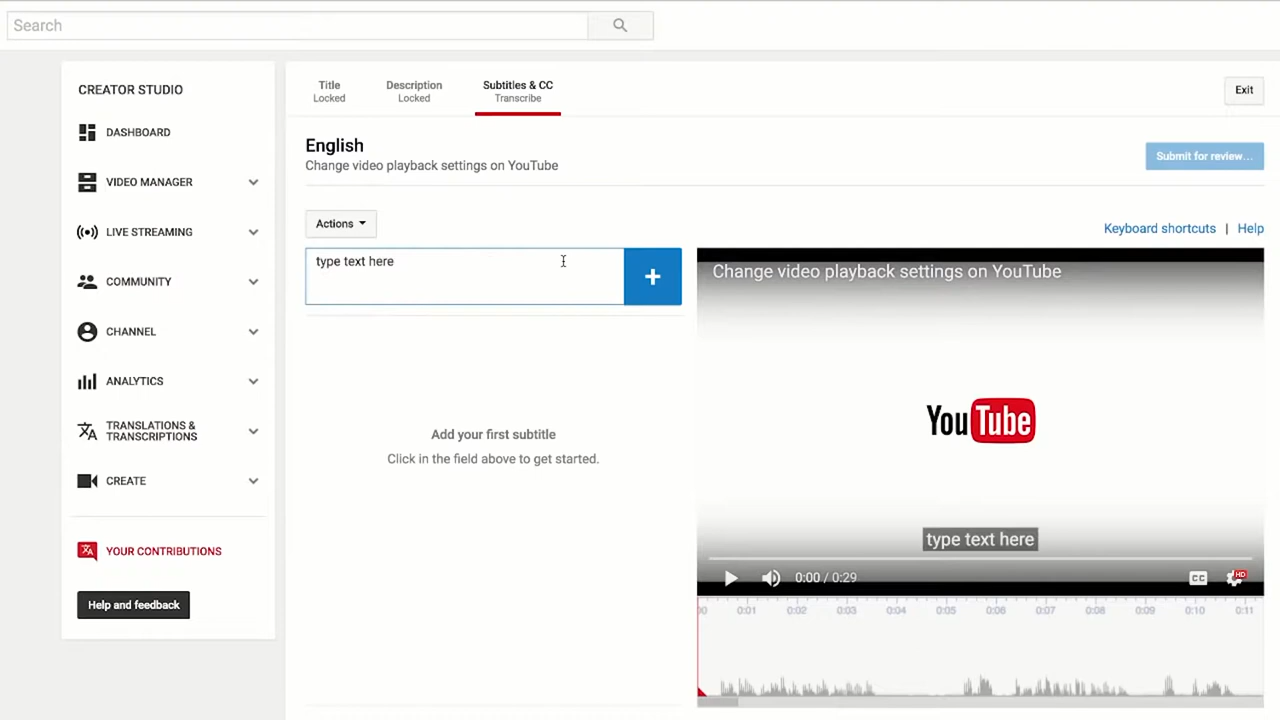 Search
CREATOR STUDIO
DASHBOARD
VIDEO MANAGER
LIVE STREAMING
COMMUNITY
CHANNEL
ANALYTICS
TRANSLATIONS &
TRANSCRIPTIONS
CREATE
YOUR CONTRIBUTIONS
Help and feedback
Title
Locked
Description
Locked
Subtitles & CC
Transcribe
Exit
English
Change video playback settings on YouTube
Submit for review...
Actions
Keyboard shortcuts | Help
type text here
+
Add your first subtitle
Click in the field above to get started.
Change video playback settings on YouTube
YouTube
type text here
0:00 / 0:29
CC
HD
00 0:01 0:02 0:03 0:04 0:05 0:06 0:07 0:08 0:09 0:10 0:11